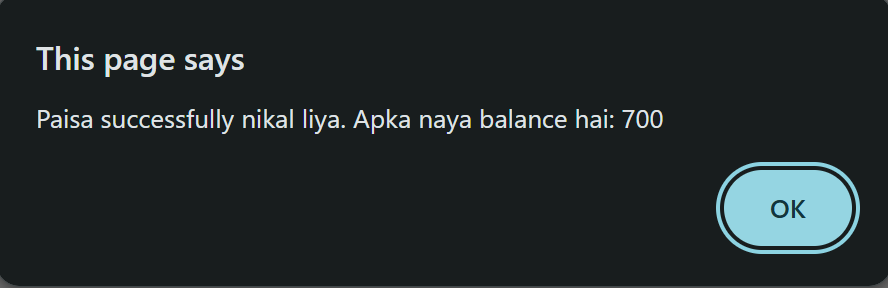 This page says
Paisa successfully nikal liya. Apka naya balance hai: 700
OK